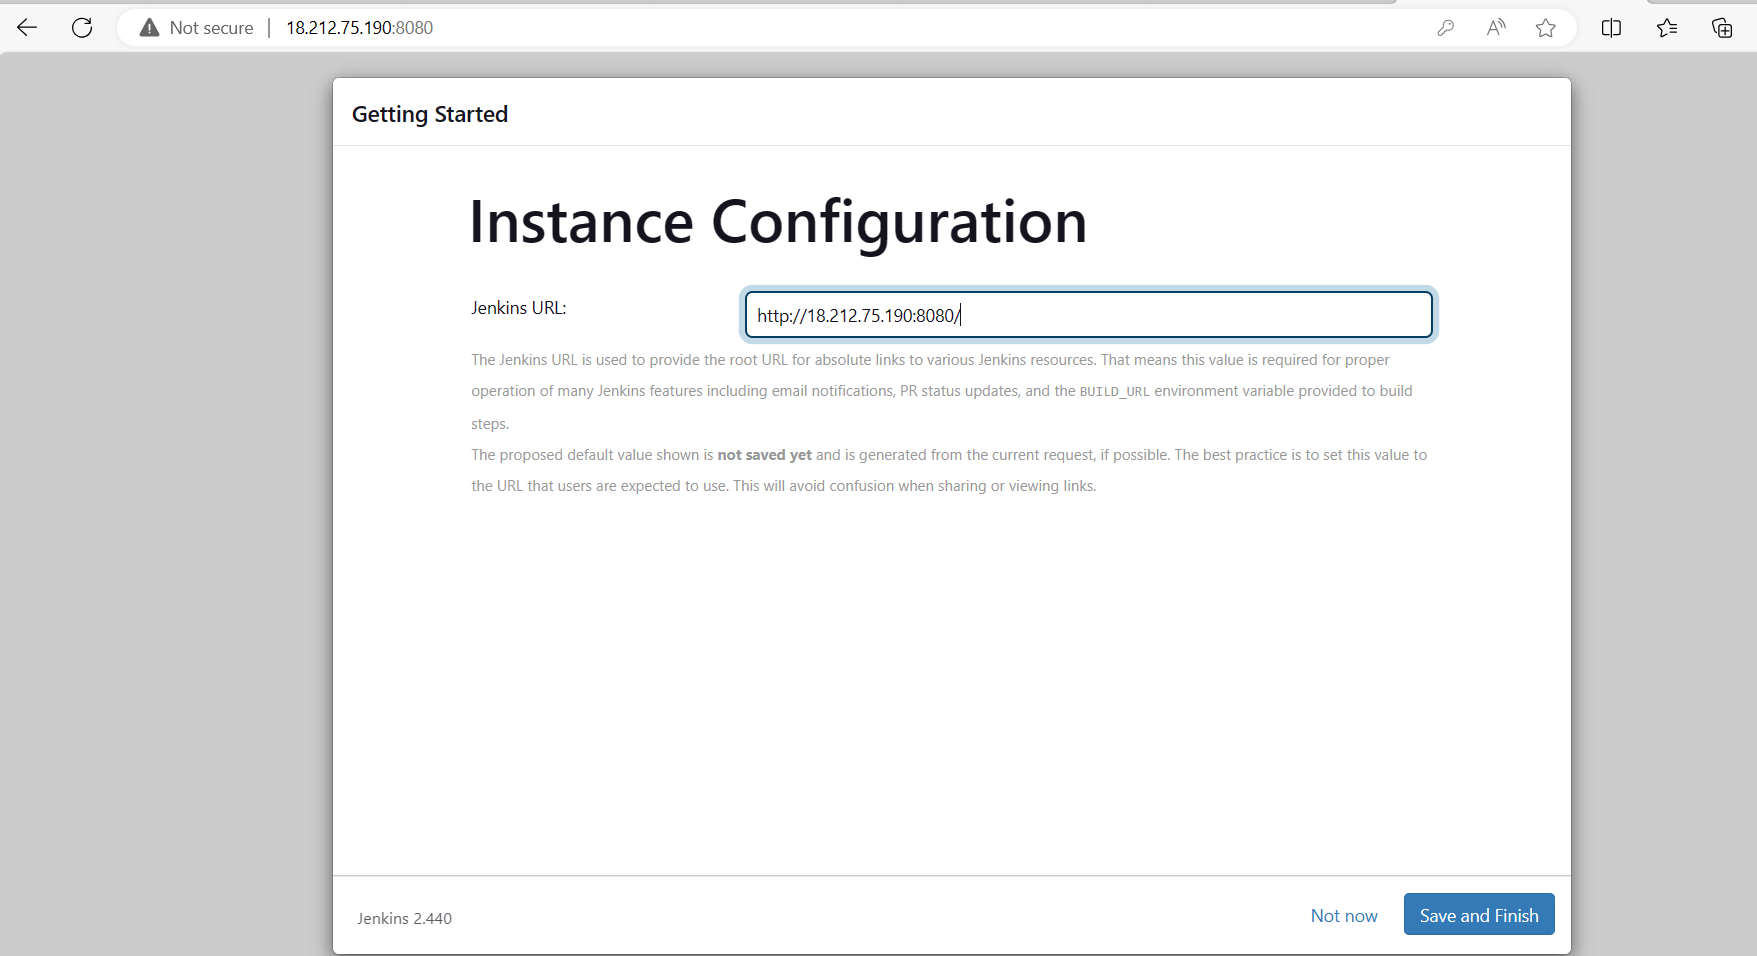 Not secure | 18.212.75.190:8080
Getting Started
Instance Configuration
Jenkins URL:
http://18.212.75.190:8080/
The Jenkins URL is used to provide the root URL for absolute links to various Jenkins resources. That means this value is required for proper
operation of many Jenkins features including email notifications, PR status updates, and the BUILD_URL environment variable provided to build
steps.
The proposed default value shown is not saved yet and is generated from the current request, if possible. The best practice is to set this value to
the URL that users are expected to use. This will avoid confusion when sharing or viewing links.
Jenkins 2.440
Not now
Save and Finish